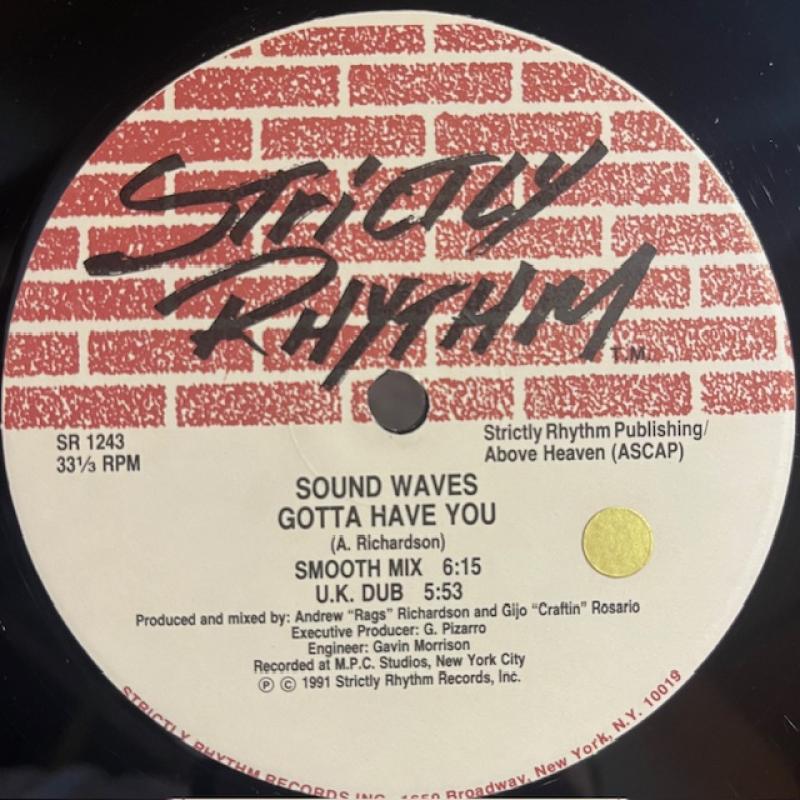 STRICTLY
RHYTHM
T.M.
SR 1243
33⅓ RPM
Strictly Rhythm Publishing/
Above Heaven (ASCAP)
SOUND WAVES
GOTTA HAVE YOU
(A. Richardson)
SMOOTH MIX 6:15
U.K. DUB 5:53
Produced and mixed by: Andrew "Rags" Richardson and Gijo "Craftin" Rosario
Executive Producer: G. Pizarro
Engineer: Gavin Morrison
Recorded at M.P.C. Studios, New York City
Ⓟ © 1991 Strictly Rhythm Records, Inc.
STRICTLY RHYTHM RECORDS INC. 1650 Broadway, New York, N.Y. 10019